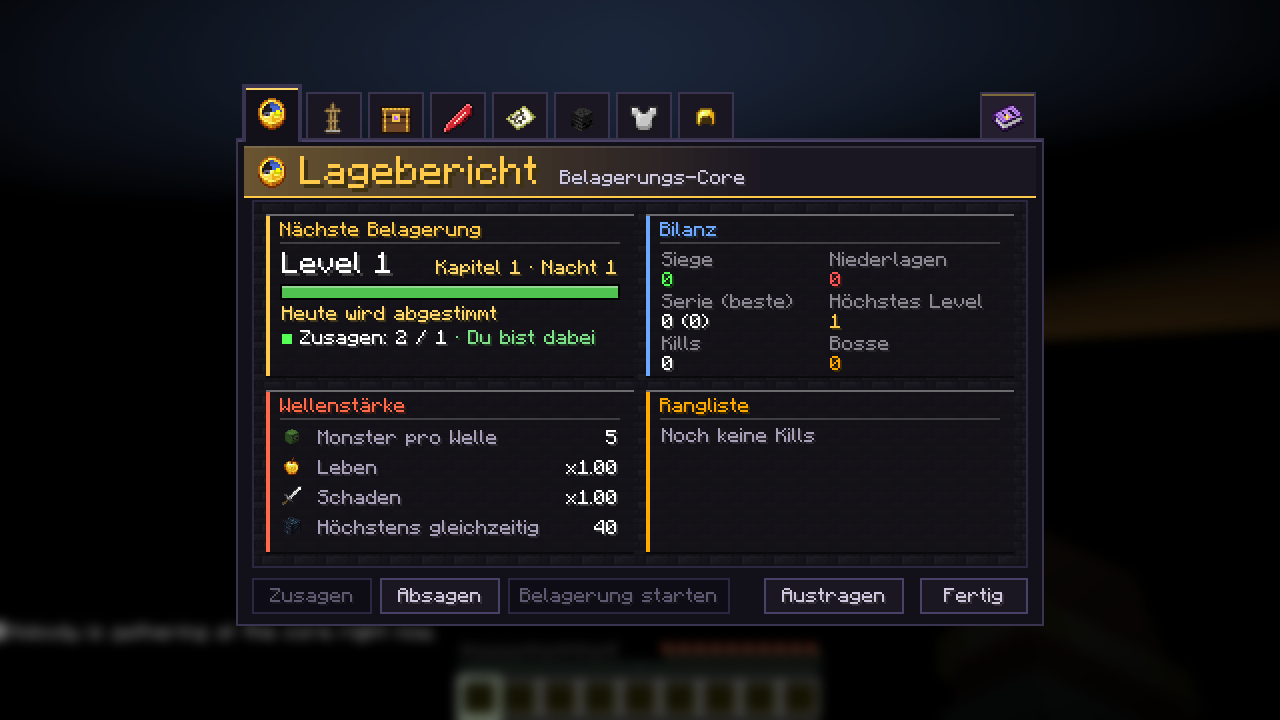 Lagebericht Belagerungs-Core
Nächste Belagerung
Level 1 Kapitel 1 · Nacht 1
Heute wird abgestimmt
Zusagen: 2 / 1 · Du bist dabei
Bilanz
Siege Niederlagen
0 0
Serie (beste) Höchstes Level
0 (0) 1
Kills Bosse
0 0
Wellenstärke
Monster pro Welle 5
Leben x1.00
Schaden x1.00
Höchstens gleichzeitig 40
Rangliste
Noch keine Kills
Zusagen Absagen Belagerung starten Austragen Fertig